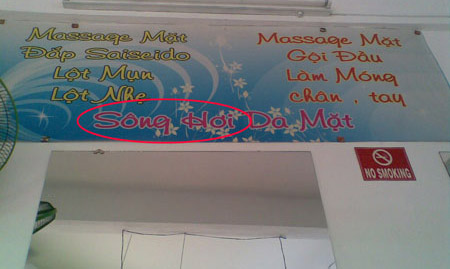 Massage Mặt
Đắp Saiseido
Lột Mụn
Lột Nhẹ
Massage Mặt
Gọi Đầu
Làm Móng
chân , tay
Sông Hơi Da Mặt
NO SMOKING